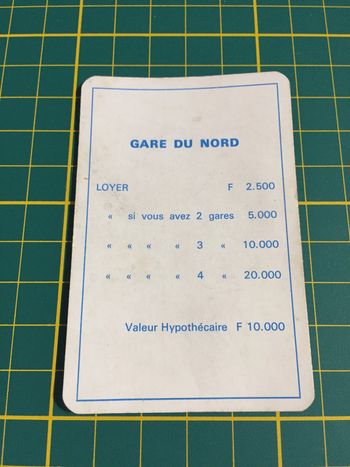 GARE DU NORD
LOYER F 2.500
« si vous avez 2 gares 5.000
« « « « 3 « 10.000
« « « « 4 « 20.000
Valeur Hypothécaire F 10.000